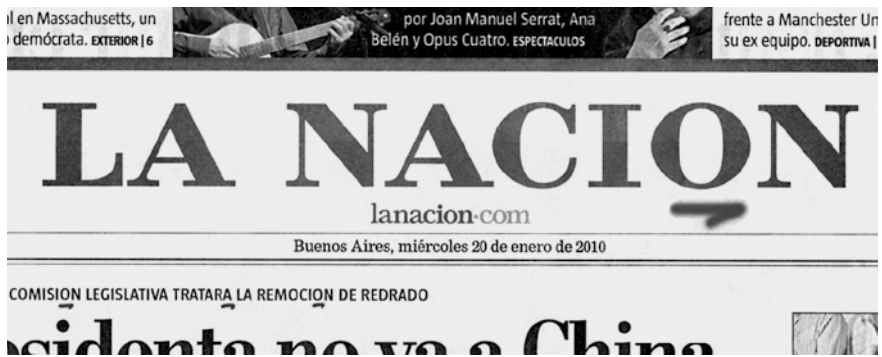 l en Massachusetts, un
demócrata. EXTERIOR | 6
por Joan Manuel Serrat, Ana
Belén y Opus Cuatro. ESPECTACULOS
frente a Manchester Un
su ex equipo. DEPORTIVA |
LA NACION
lanacion.com
Buenos Aires, miércoles 20 de enero de 2010
COMISION LEGISLATIVA TRATARA LA REMOCION DE REDRADO
no va a China